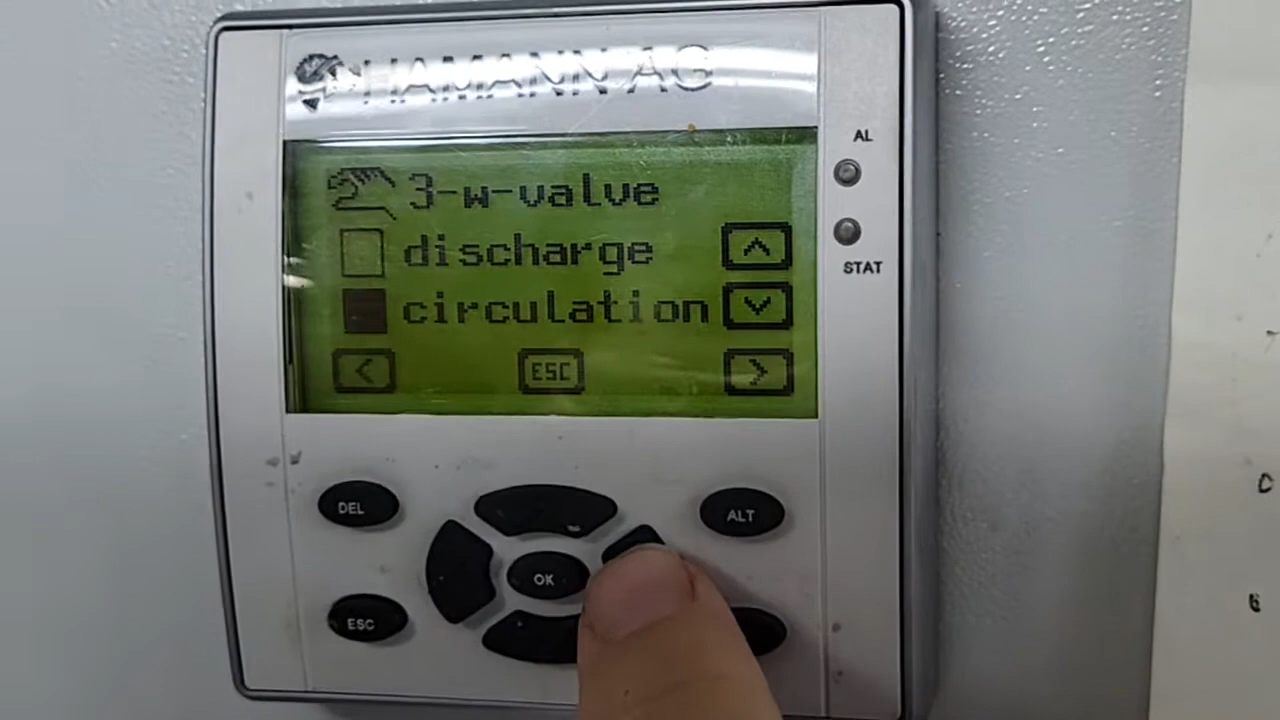 HAMANN AG
AL
3-w-valve
discharge
^
STAT
circulation
< ESC >
DEL
ALT
OK
ESC